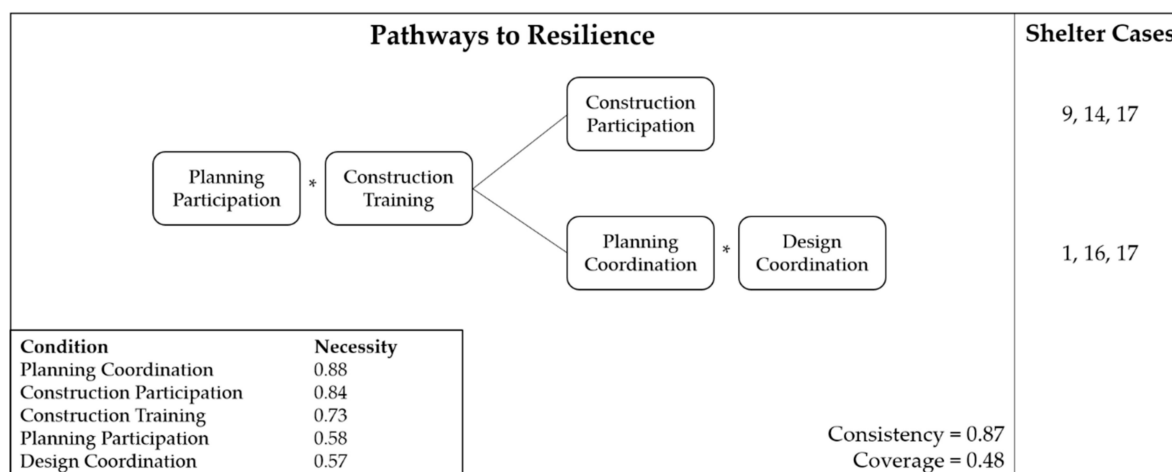 Pathways to Resilience
Shelter Cases
Construction
Participation
9, 14, 17
Planning
Participation
*
Construction
Training
Planning
Coordination
*
Design
Coordination
1, 16, 17
Condition Necessity
Planning Coordination 0.88
Construction Participation 0.84
Construction Training 0.73
Planning Participation 0.58
Design Coordination 0.57
Consistency = 0.87
Coverage = 0.48